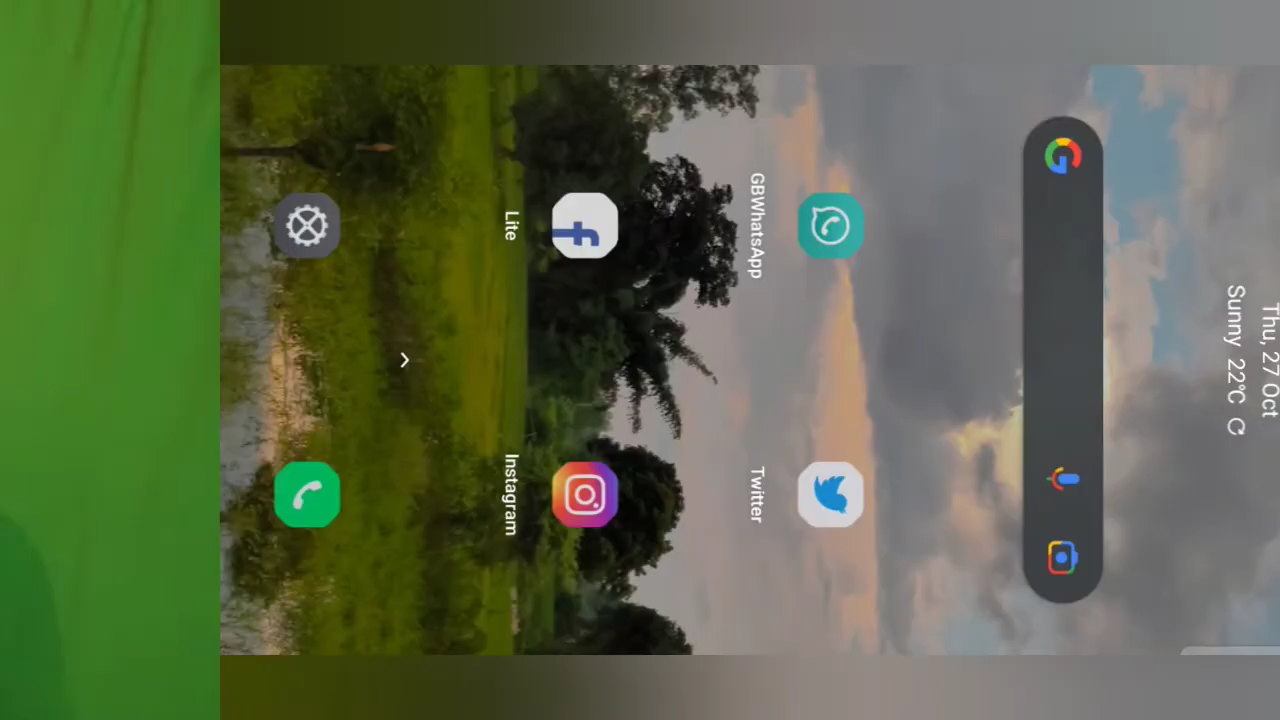 Thu, 27 Oct
Sunny 22°C
GBWhatsApp
Twitter
Lite
Instagram